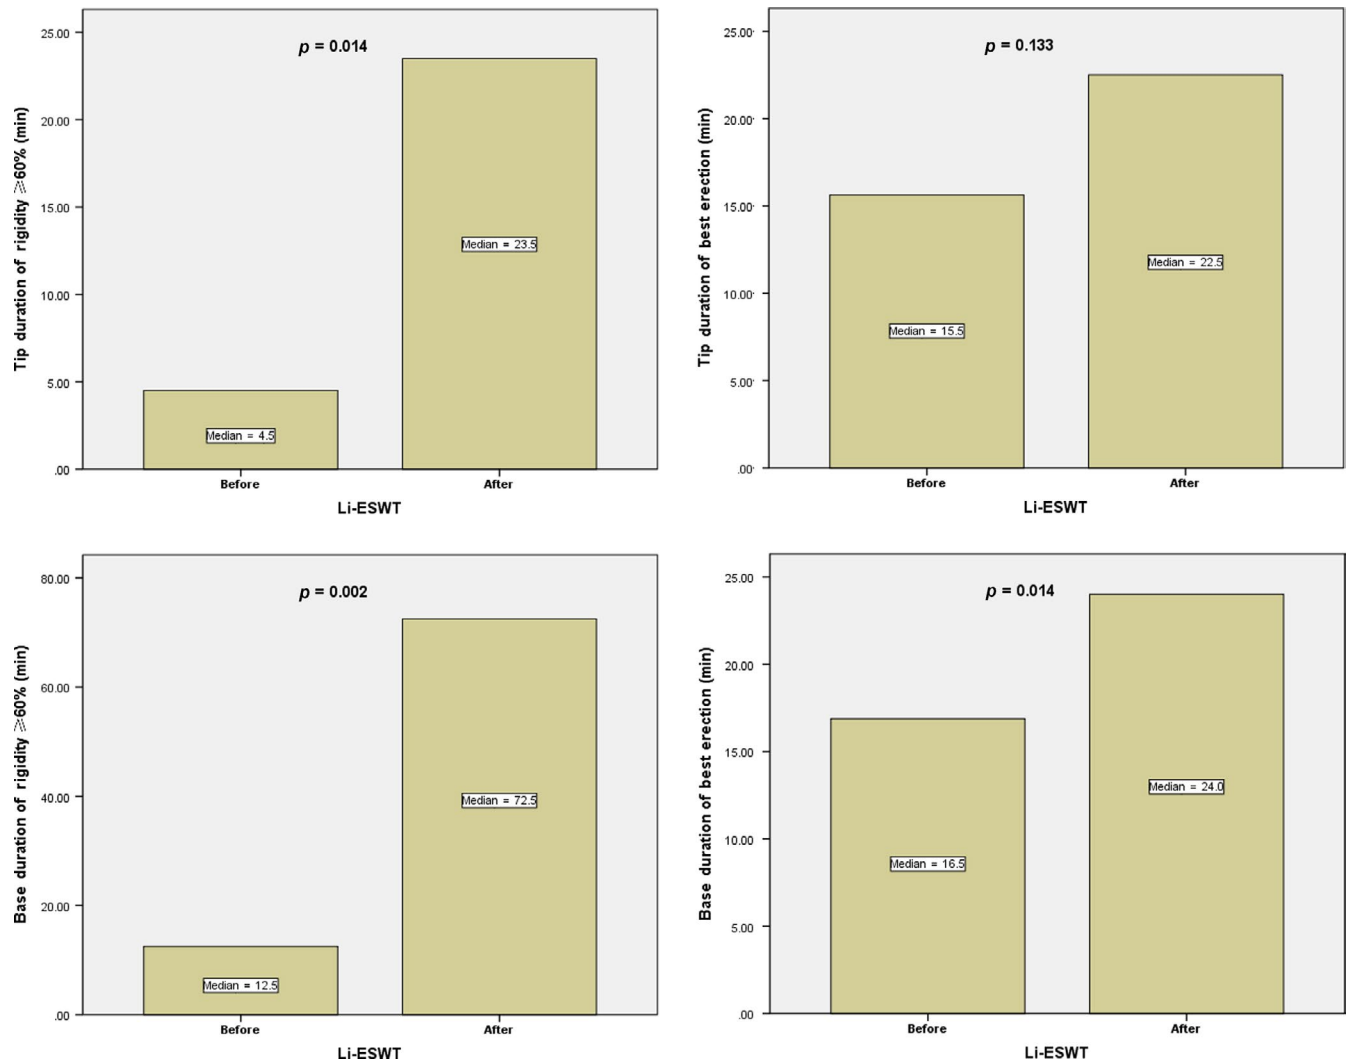 p = 0.014
Tip duration of rigidity ⩾60% (min)
25.00
20.00
15.00
10.00
5.00
.00
Median = 4.5
Median = 23.5
Before
After
Li-ESWT
p = 0.133
Tip duration of best erection (min)
25.00
20.00
15.00
10.00
5.00
.00
Median = 15.5
Median = 22.5
Before
After
Li-ESWT
p = 0.002
Base duration of rigidity ⩾60% (min)
80.00
60.00
40.00
20.00
.00
Median = 12.5
Median = 72.5
Before
After
Li-ESWT
p = 0.014
Base duration of best erection (min)
25.00
20.00
15.00
10.00
5.00
.00
Median = 16.5
Median = 24.0
Before
After
Li-ESWT